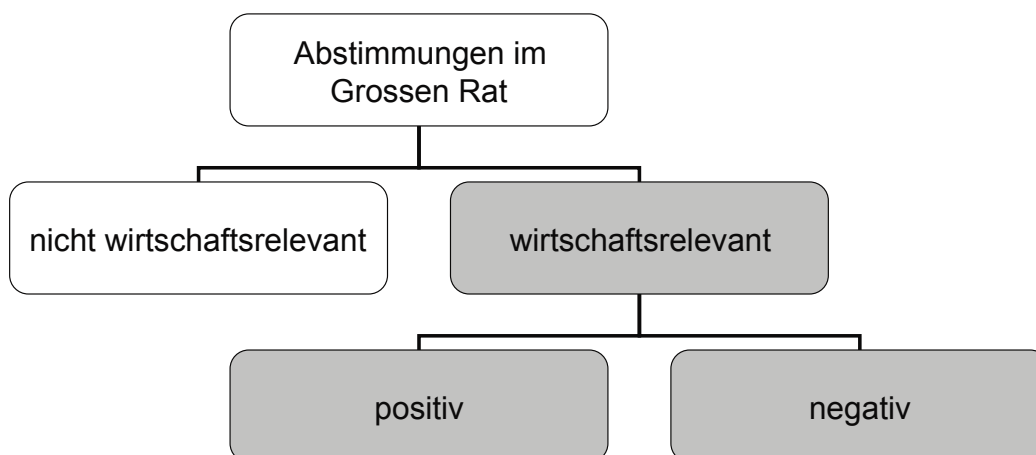 Abstimmungen im
Grossen Rat
nicht wirtschaftsrelevant
wirtschaftsrelevant
positiv
negativ